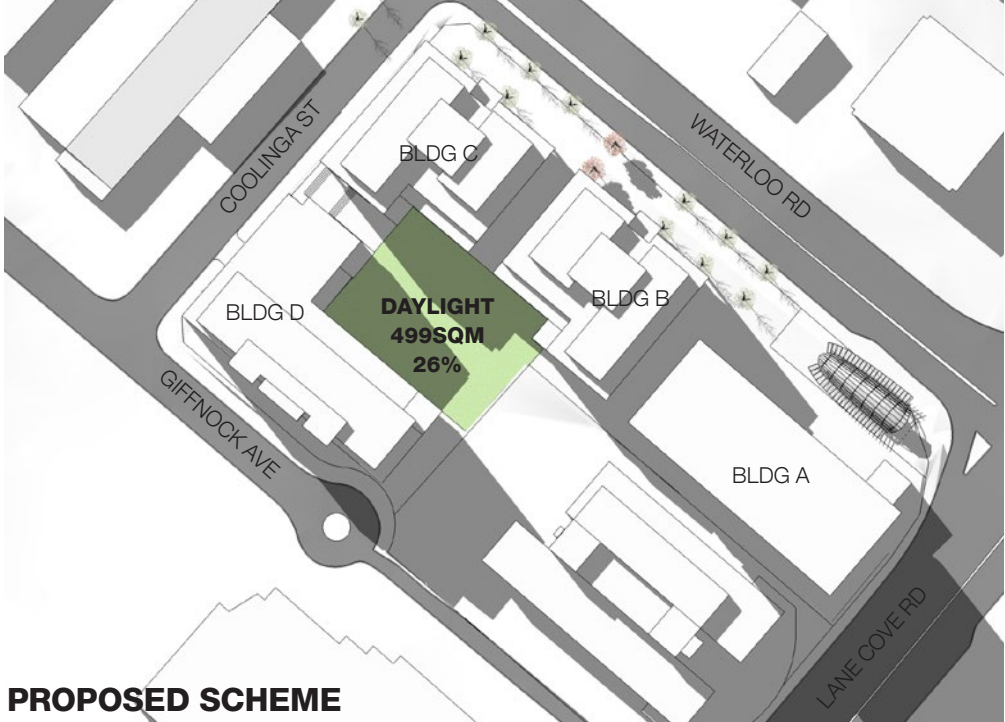 COOLINGA ST
BLDG C
WATERLOO RD
DAYLIGHT
499SQM
26%
BLDG D
BLDG B
GIFFNOCK AVE
BLDG A
LANE COVE RD
PROPOSED SCHEME